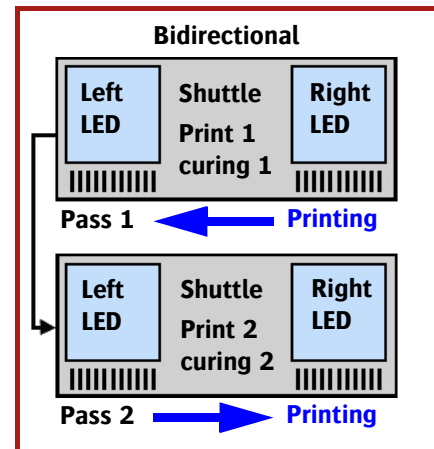 Bidirectional
Left
LED
Shuttle
Print 1
curing 1
Right
LED
Pass 1
Printing
Left
LED
Shuttle
Print 2
curing 2
Right
LED
Pass 2
Printing